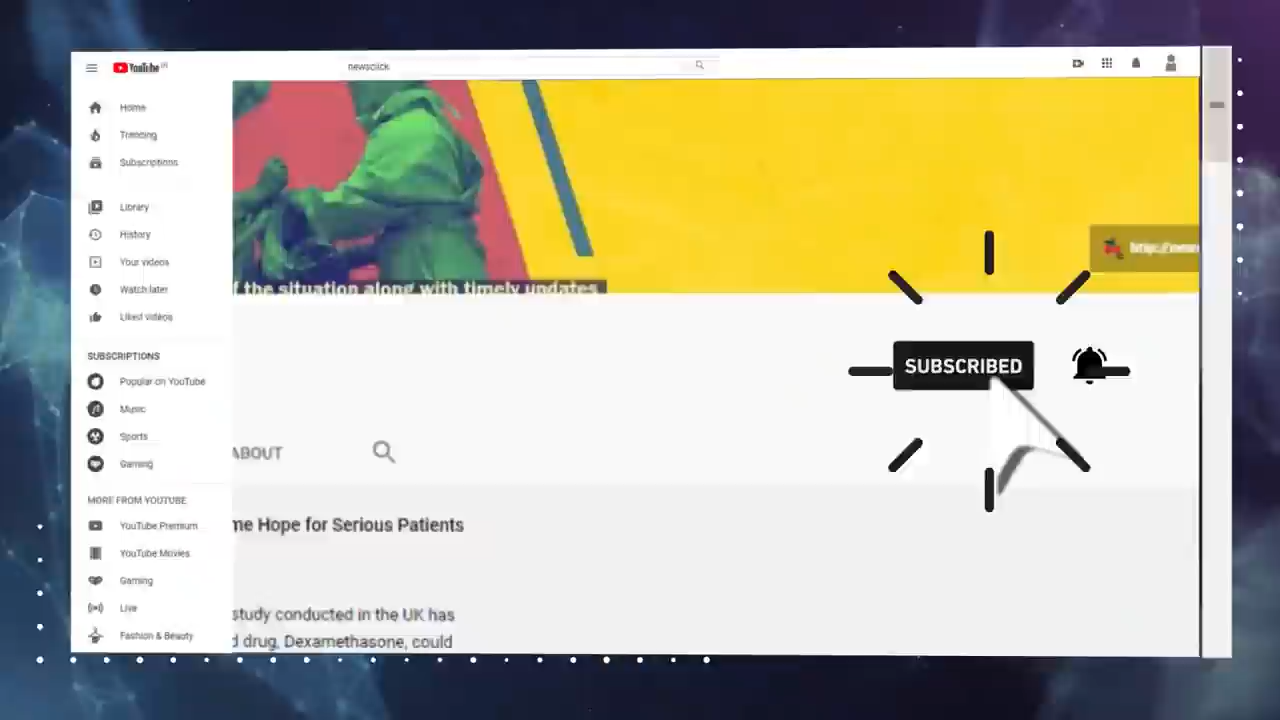 YouTube IN
newsclick
Home
Trending
Subscriptions
Library
History
Your videos
Watch later
Liked videos
SUBSCRIPTIONS
Popular on YouTube
Music
Sports
Gaming
MORE FROM YOUTUBE
YouTube Premium
YouTube Movies
Gaming
Live
Fashion & Beauty
f the situation along with timely updates
SUBSCRIBED
ABOUT
me Hope for Serious Patients
study conducted in the UK has
d drug, Dexamethasone, could